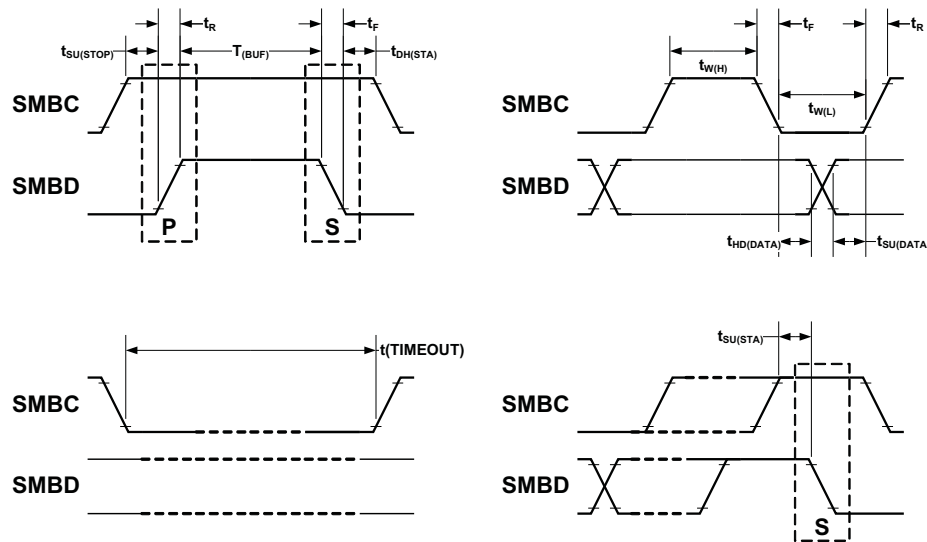 tR
tF
tSU(STOP)
T(BUF)
tDH(STA)
SMBC
SMBD
P
S
tF
tR
tW(H)
tW(L)
SMBC
SMBD
tHD(DATA)
tSU(DATA
t(TIMEOUT)
SMBC
SMBD
tSU(STA)
SMBC
SMBD
S